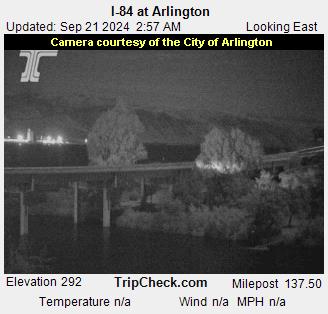 I-84 at Arlington
Updated: Sep 21 2024 2:57 AM Looking East
Camera courtesy of the City of Arlington
Elevation 292 TripCheck.com Milepost 137.50
Temperature n/a Wind n/a MPH n/a